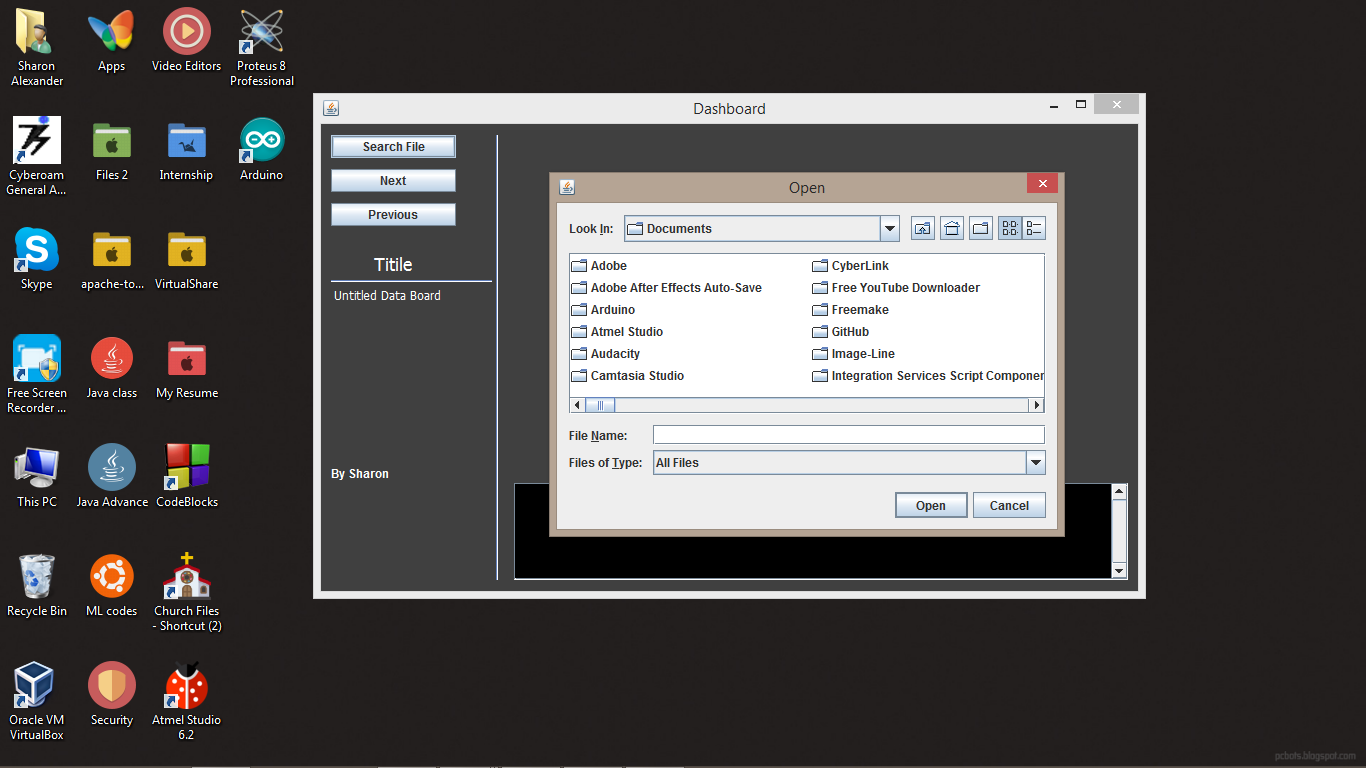 Sharon
Alexander
Apps
Video Editors
Proteus 8
Professional
Cyberoam
General A...
Files 2
Internship
Arduino
Skype
apache-to...
VirtualShare
Free Screen
Recorder ...
Java class
My Resume
This PC
Java Advance
CodeBlocks
Recycle Bin
ML codes
Church Files
- Shortcut (2)
Oracle VM
VirtualBox
Security
Atmel Studio
6.2
Dashboard
Search File
Next
Previous
Titile
Untitled Data Board
By Sharon
Open
Look In:
Documents
Adobe
Adobe After Effects Auto-Save
Arduino
Atmel Studio
Audacity
Camtasia Studio
CyberLink
Free YouTube Downloader
Freemake
GitHub
Image-Line
Integration Services Script Componer
File Name:
Files of Type:
All Files
Open
Cancel
pcbots.blogspot.com